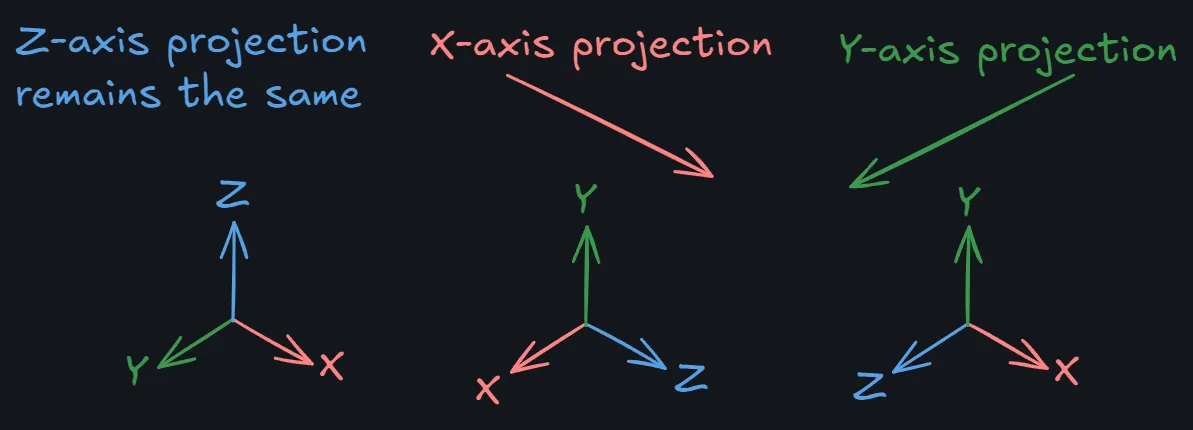 Z-axis projection
remains the same
X-axis projection
Y-axis projection
Z
Y
X
Y
X
Z
Y
Z
X